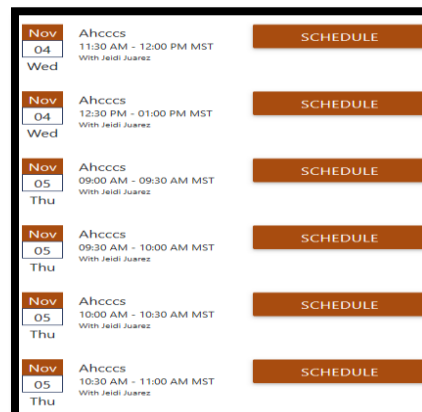 Nov
04
Wed
Ahcccs
11:30 AM - 12:00 PM MST
With Jeidi Juarez
SCHEDULE
Nov
04
Wed
Ahcccs
12:30 PM - 01:00 PM MST
With Jeidi Juarez
SCHEDULE
Nov
05
Thu
Ahcccs
09:00 AM - 09:30 AM MST
With Jeidi Juarez
SCHEDULE
Nov
05
Thu
Ahcccs
09:30 AM - 10:00 AM MST
With Jeidi Juarez
SCHEDULE
Nov
05
Thu
Ahcccs
10:00 AM - 10:30 AM MST
With Jeidi Juarez
SCHEDULE
Nov
05
Thu
Ahcccs
10:30 AM - 11:00 AM MST
With Jeidi Juarez
SCHEDULE